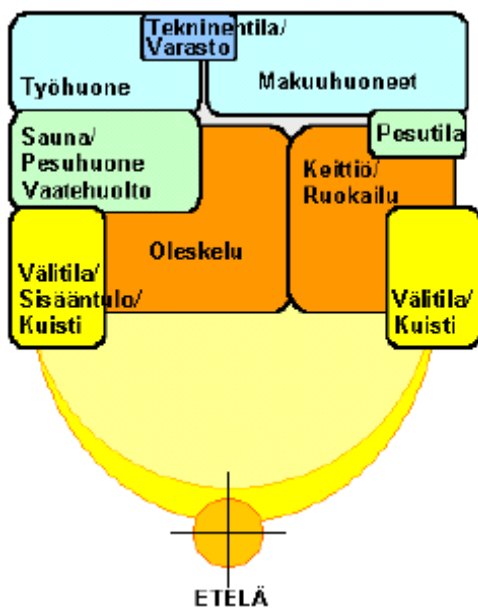 Tekninentila/
Varasto
Työhuone
Makuuhuoneet
Sauna/
Pesuhuone
Vaatehuolto
Pesutila
Keittiö/
Ruokailu
Oleskelu
Välitila/
Sisääntulo/
Kuisti
Välitila/
Kuisti
ETELÄ